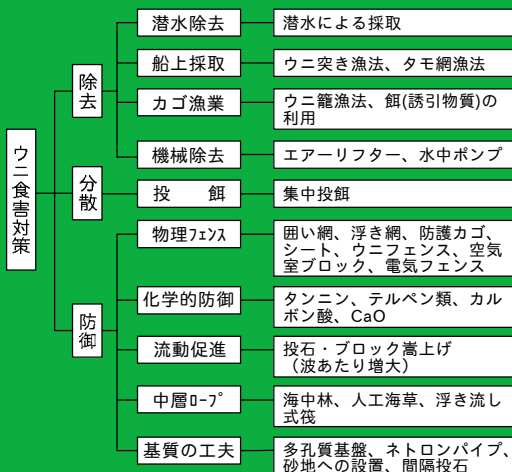 ウニ食害対策
除去
潜水除去
潜水による採取
船上採取
ウニ突き漁法、タモ網漁法
カゴ漁業
ウニ籠漁法、餌(誘引物質)の
利用
機械除去
エアーリフター、水中ポンプ
分散
投　餌
集中投餌
防御
物理ﾌｪﾝｽ
囲い網、浮き網、防護カゴ、
シート、ウニフェンス、空気
室ブロック、電気フェンス
化学的防御
タンニン、テルペン類、カル
ボン酸、CaO
流動促進
投石・ブロック嵩上げ
（波あたり増大）
中層ﾛｰﾌﾟ
海中林、人工海草、浮き流し
式筏
基質の工夫
多孔質基盤、ネトロンパイプ、
砂地への設置、間隔投石